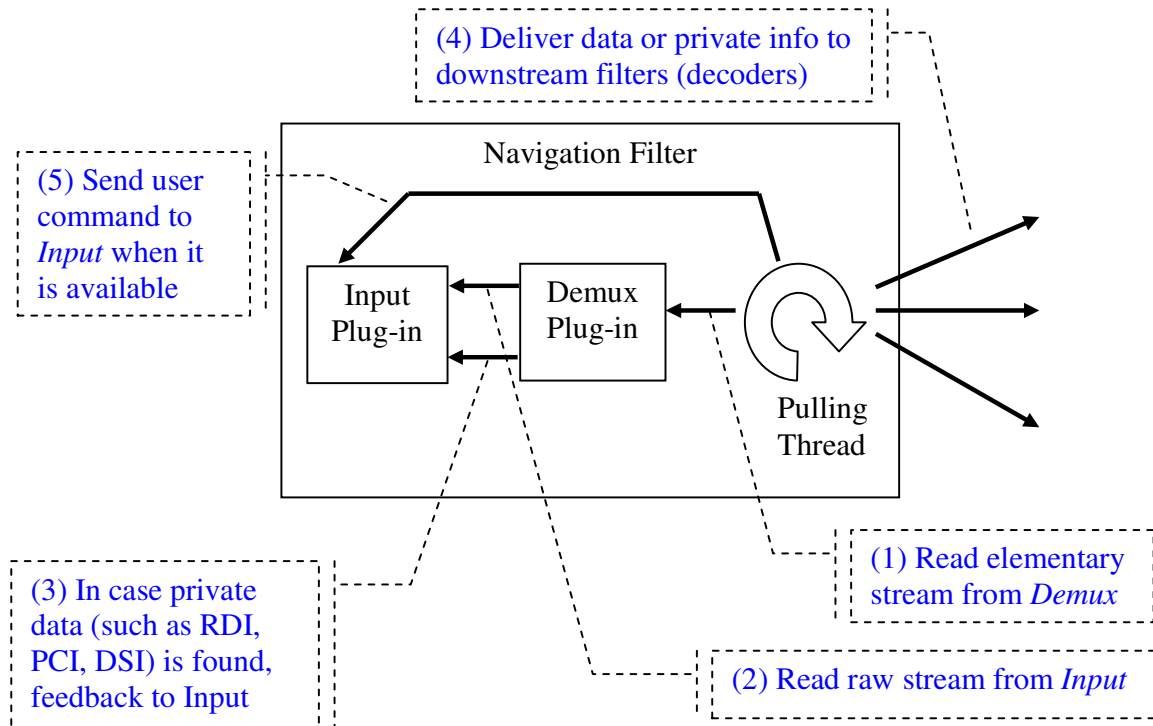 (4) Deliver data or private info to
downstream filters (decoders)
Navigation Filter
(5) Send user
command to
Input when it
is available
Input
Plug-in
Demux
Plug-in
Pulling
Thread
(1) Read elementary
stream from Demux
(3) In case private
data (such as RDI,
PCI, DSI) is found,
feedback to Input
(2) Read raw stream from Input